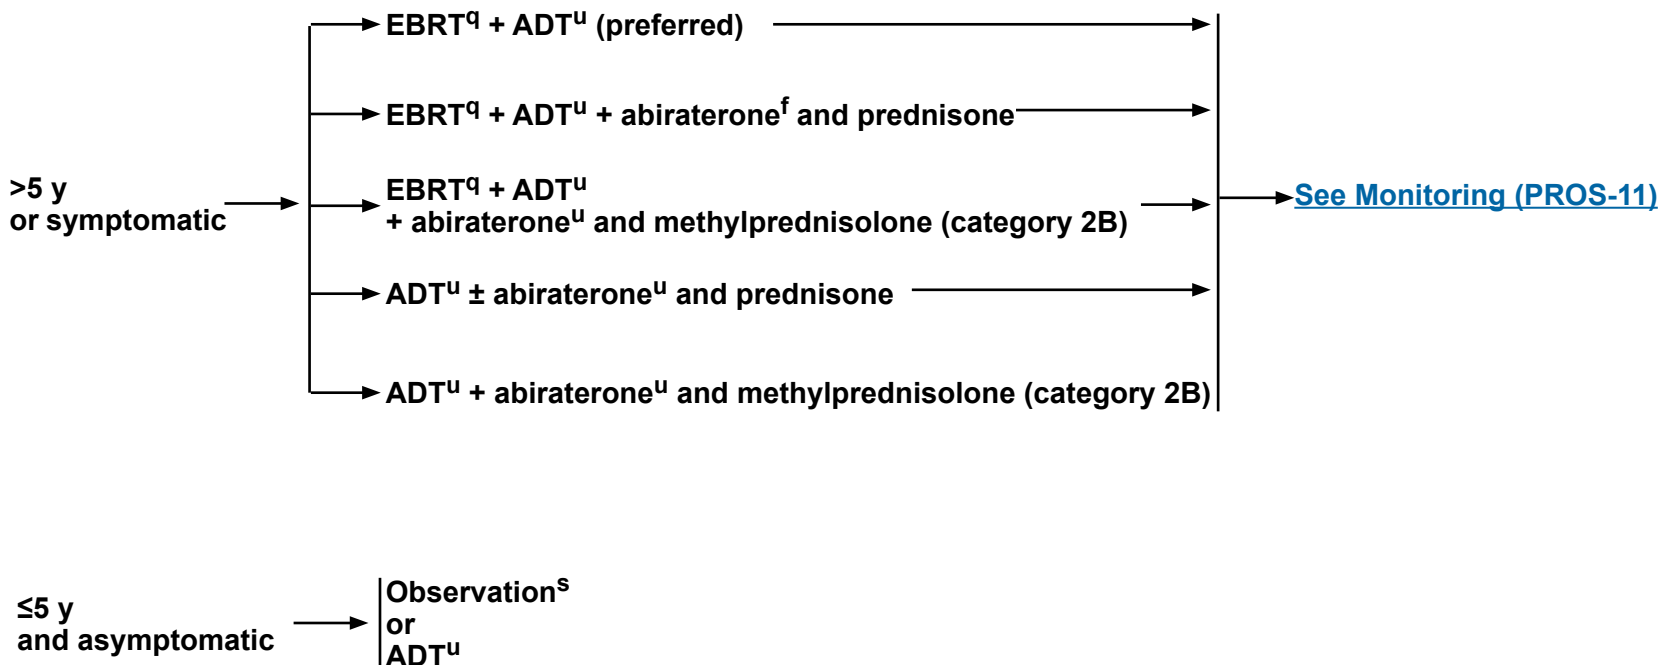 >5 y
or symptomatic
EBRTq + ADTu (preferred)
EBRTq + ADTu + abirateronef and prednisone
EBRTq + ADTu
+ abirateroneu and methylprednisolone (category 2B)
ADTu ± abirateroneu and prednisone
ADTu + abirateroneu and methylprednisolone (category 2B)
See Monitoring (PROS-11)
≤5 y
and asymptomatic
Observations
or
ADTu